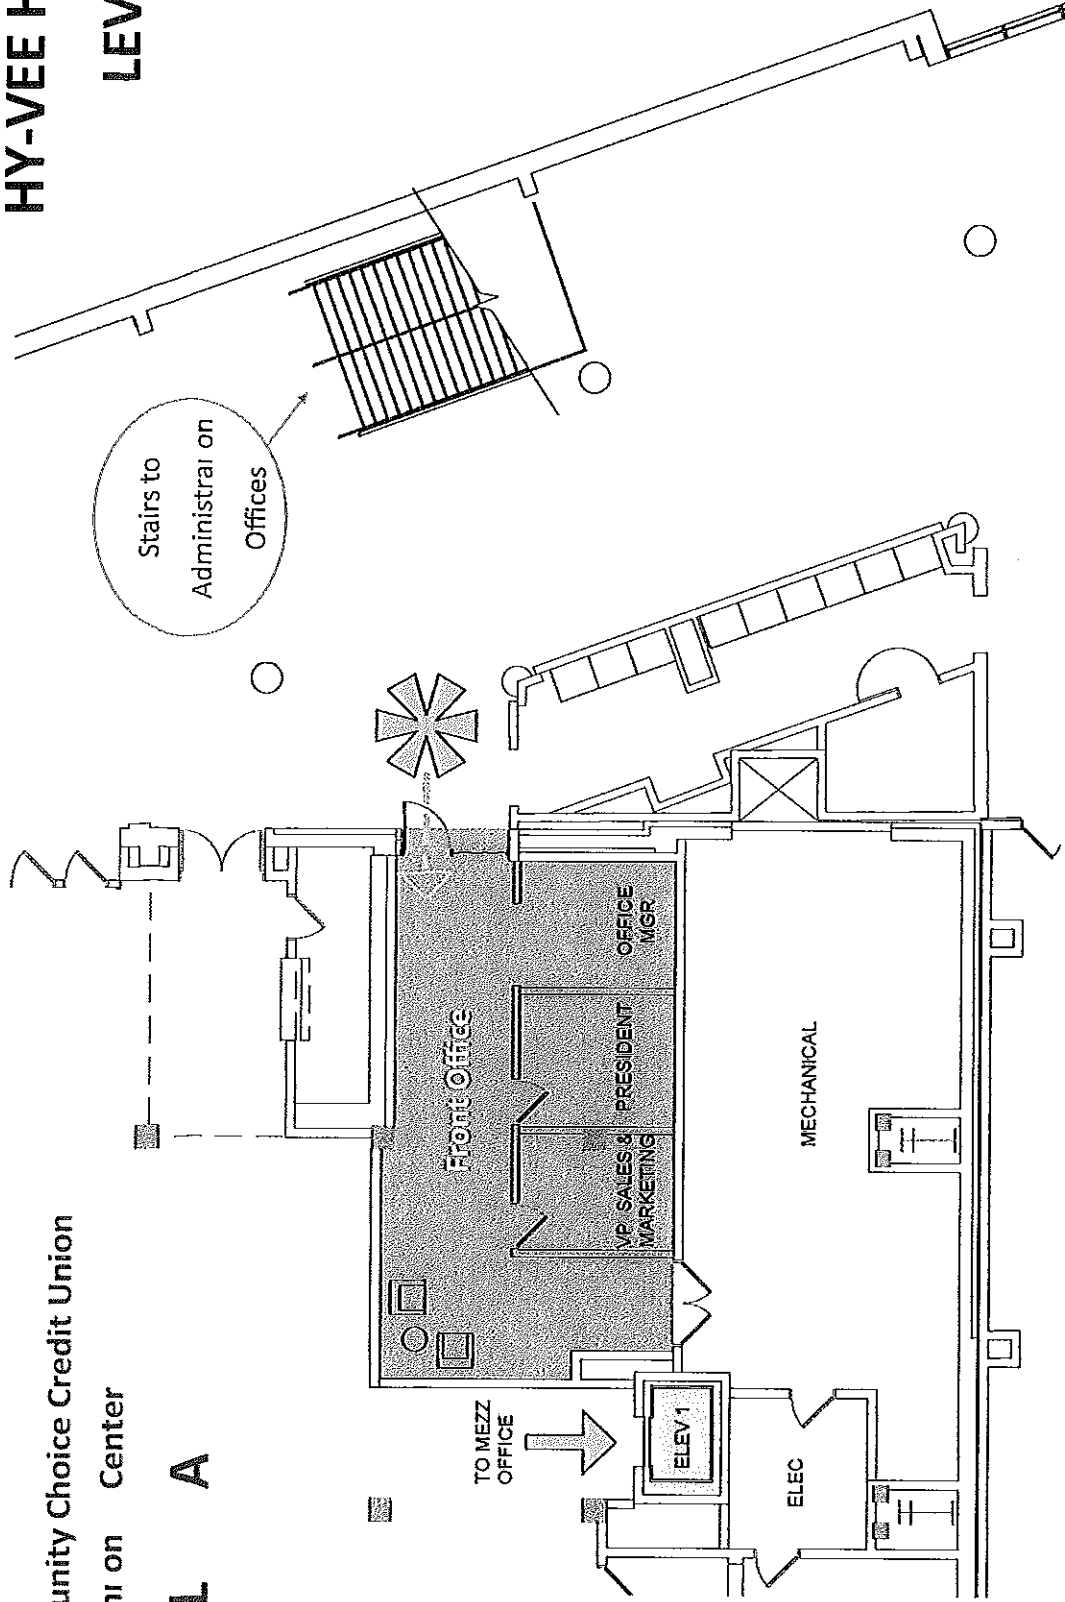 HY-VEE H
LEV
unity Choice Credit Union
on Center
L A
Stairs to
Administrai on
Offices
Front Office
OFFICE
MGR
PRESIDENT
VP SALES &
MARKETING
MECHANICAL
TO MEZZ
OFFICE
ELEV 1
ELEC